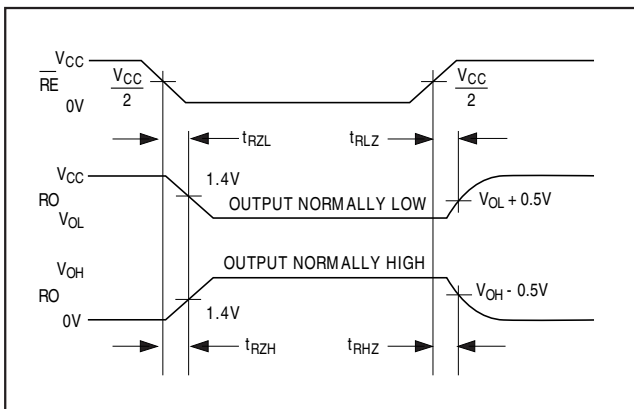 VCC
RE
0V
VCC
2
VCC
2
tRZL
tRLZ
VCC
RO
VOL
1.4V
OUTPUT NORMALLY LOW
VOL + 0.5V
VOH
RO
0V
OUTPUT NORMALLY HIGH
1.4V
VOH - 0.5V
tRZH
tRHZ